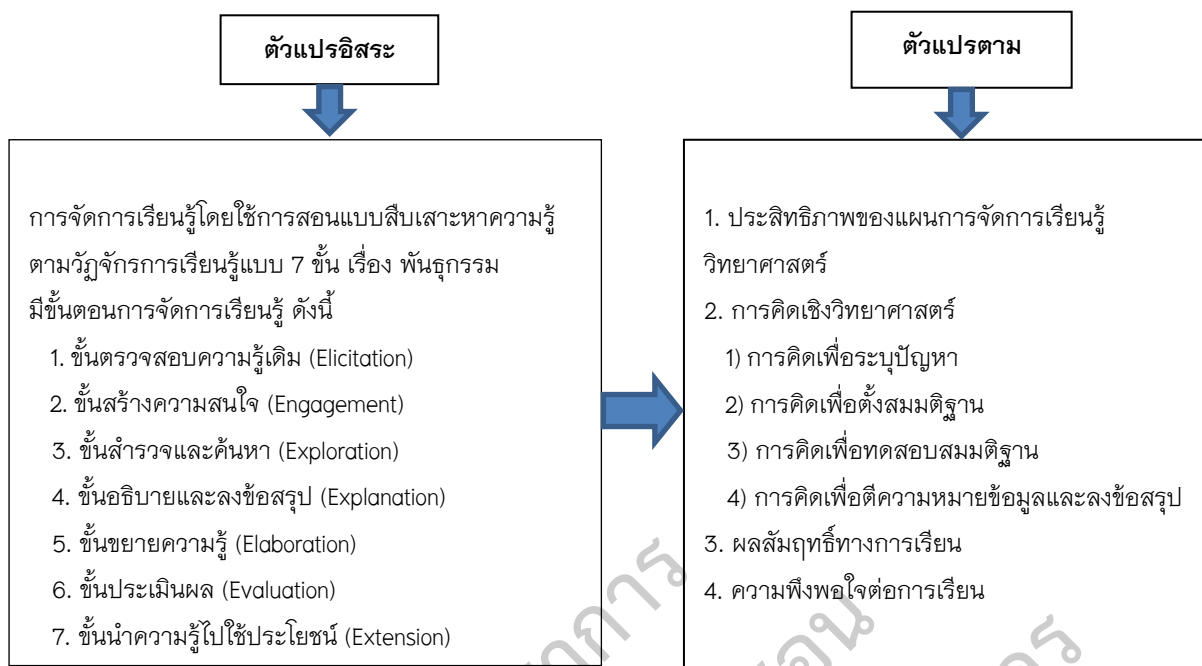 ตัวแปรอิสระ
การจัดการเรียนรู้โดยใช้การสอนแบบสืบเสาะหาความรู้
ตามวัฏจักรการเรียนรู้แบบ 7 ขั้น เรื่อง พันธุกรรม
มีขั้นตอนการจัดการเรียนรู้ ดังนี้
1. ขั้นตรวจสอบความรู้เดิม (Elicitation)
2. ขั้นสร้างความสนใจ (Engagement)
3. ขั้นสำรวจและค้นหา (Exploration)
4. ขั้นอธิบายและลงข้อสรุป (Explanation)
5. ขั้นขยายความรู้ (Elaboration)
6. ขั้นประเมินผล (Evaluation)
7. ขั้นนำความรู้ไปใช้ประโยชน์ (Extension)
ตัวแปรตาม
1. ประสิทธิภาพของแผนการจัดการเรียนรู้
วิทยาศาสตร์
2. การคิดเชิงวิทยาศาสตร์
1) การคิดเพื่อระบุปัญหา
2) การคิดเพื่อตั้งสมมติฐาน
3) การคิดเพื่อทดสอบสมมติฐาน
4) การคิดเพื่อตีความหมายข้อมูลและลงข้อสรุป
3. ผลสัมฤทธิ์ทางการเรียน
4. ความพึงพอใจต่อการเรียน